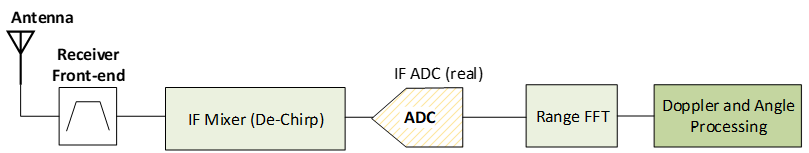 Antenna
Receiver
Front-end
IF Mixer (De-Chirp)
IF ADC (real)
ADC
Range FFT
Doppler and Angle
Processing